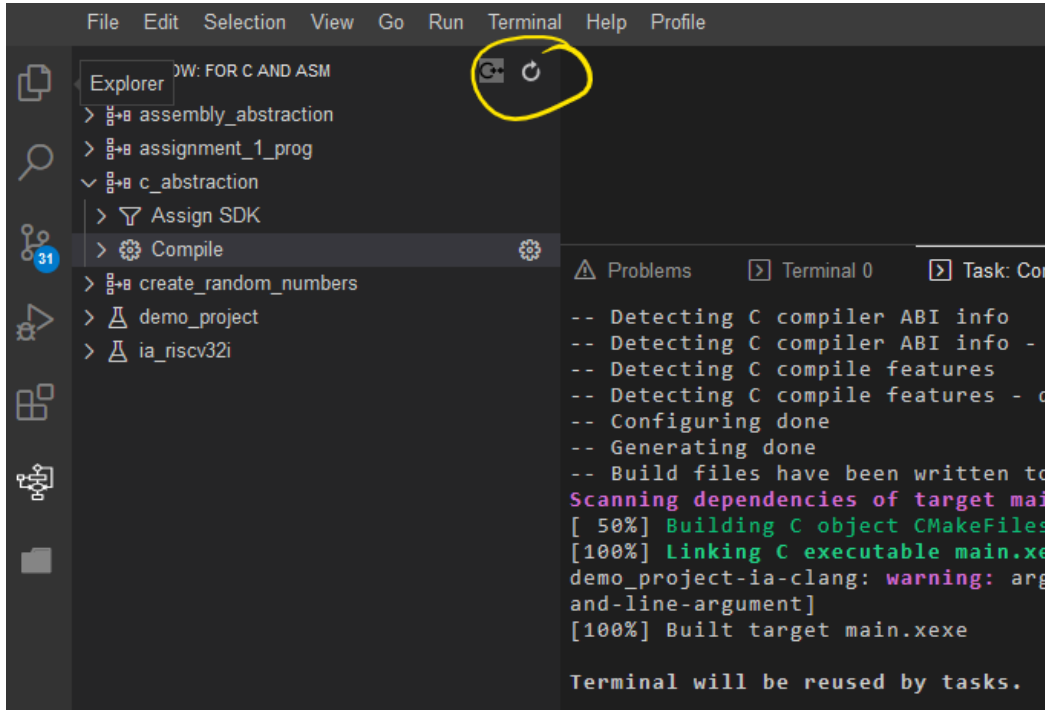 File Edit Selection View Go Run Terminal Help Profile
Explorer OW: FOR C AND ASM
assembly_abstraction
assignment_1_prog
c_abstraction
Assign SDK
Compile
create_random_numbers
demo_project
ia_riscv32i
31
Problems Terminal 0 Task: Cor
-- Detecting C compiler ABI info
-- Detecting C compiler ABI info -
-- Detecting C compile features
-- Detecting C compile features - d
-- Configuring done
-- Generating done
-- Build files have been written to
Scanning dependencies of target mai
[ 50%] Building C object CMakeFiles
[100%] Linking C executable main.xe
demo_project-ia-clang: warning: arg
and-line-argument]
[100%] Built target main.xexe
Terminal will be reused by tasks.